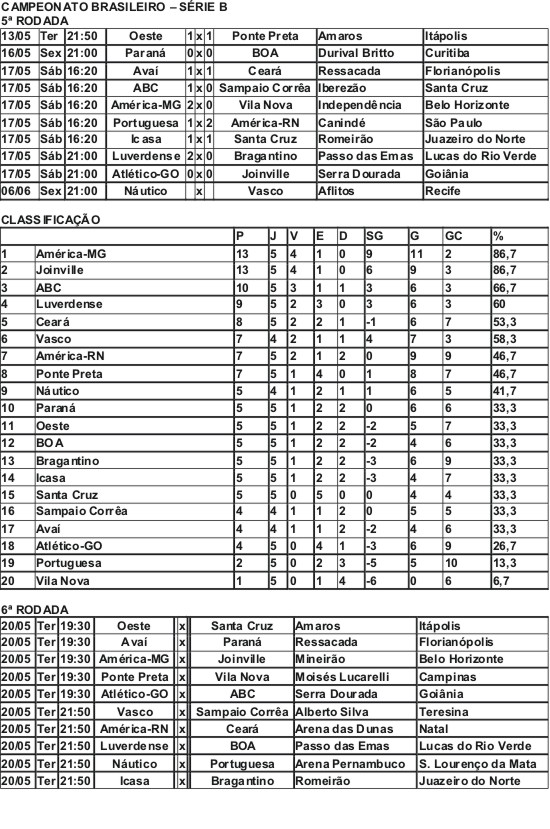 CAMPEONATO BRASILEIRO – SÉRIE B
5ª RODADA
13/05 Ter 21:50 Oeste 1 x 1 Ponte Preta Amaros Itápolis
16/05 Sex 21:00 Paraná 0 x 0 BOA Durival Britto Curitiba
17/05 Sáb 16:20 Avaí 1 x 1 Ceará Ressacada Florianópolis
17/05 Sáb 16:20 ABC 1 x 0 Sampaio Corrêa Iberezão Santa Cruz
17/05 Sáb 16:20 América-MG 2 x 0 Vila Nova Independência Belo Horizonte
17/05 Sáb 16:20 Portuguesa 1 x 2 América-RN Canindé São Paulo
17/05 Sáb 16:20 Icasa 1 x 1 Santa Cruz Romeirão Juazeiro do Norte
17/05 Sáb 21:00 Luverdense 2 x 0 Bragantino Passo das Emas Lucas do Rio Verde
17/05 Sáb 21:00 Atlético-GO 0 x 0 Joinville Serra Dourada Goiânia
06/06 Sex 21:00 Náutico x Vasco Aflitos Recife
CLASSIFICAÇÃO
P J V E D SG G GC %
1 América-MG 13 5 4 1 0 9 11 2 86,7
2 Joinville 13 5 4 1 0 6 9 3 86,7
3 ABC 10 5 3 1 1 3 6 3 66,7
4 Luverdense 9 5 2 3 0 3 6 3 60
5 Ceará 8 5 2 2 1 -1 6 7 53,3
6 Vasco 7 4 2 1 1 4 7 3 58,3
7 América-RN 7 5 2 1 2 0 9 9 46,7
8 Ponte Preta 7 5 1 4 0 1 8 7 46,7
9 Náutico 5 4 1 2 1 1 6 5 41,7
10 Paraná 5 5 1 2 2 0 6 6 33,3
11 Oeste 5 5 1 2 2 -2 5 7 33,3
12 BOA 5 5 1 2 2 -2 4 6 33,3
13 Bragantino 5 5 1 2 2 -3 6 9 33,3
14 Icasa 5 5 1 2 2 -3 4 7 33,3
15 Santa Cruz 5 5 0 5 0 0 4 4 33,3
16 Sampaio Corrêa 4 4 1 1 2 0 5 5 33,3
17 Avaí 4 4 1 1 2 -2 4 6 33,3
18 Atlético-GO 4 5 0 4 1 -3 6 9 26,7
19 Portuguesa 2 5 0 2 3 -5 5 10 13,3
20 Vila Nova 1 5 0 1 4 -6 0 6 6,7
6ª RODADA
20/05 Ter 19:30 Oeste x Santa Cruz Amaros Itápolis
20/05 Ter 19:30 Avaí x Paraná Ressacada Florianópolis
20/05 Ter 19:30 América-MG x Joinville Mineirão Belo Horizonte
20/05 Ter 19:30 Ponte Preta x Vila Nova Moisés Lucarelli Campinas
20/05 Ter 19:30 Atlético-GO x ABC Serra Dourada Goiânia
20/05 Ter 21:50 Vasco x Sampaio Corrêa Alberto Silva Teresina
20/05 Ter 21:50 América-RN x Ceará Arena das Dunas Natal
20/05 Ter 21:50 Luverdense x BOA Passo das Emas Lucas do Rio Verde
20/05 Ter 21:50 Náutico x Portuguesa Arena Pernambuco S. Lourenço da Mata
20/05 Ter 21:50 Icasa x Bragantino Romeirão Juazeiro do Norte